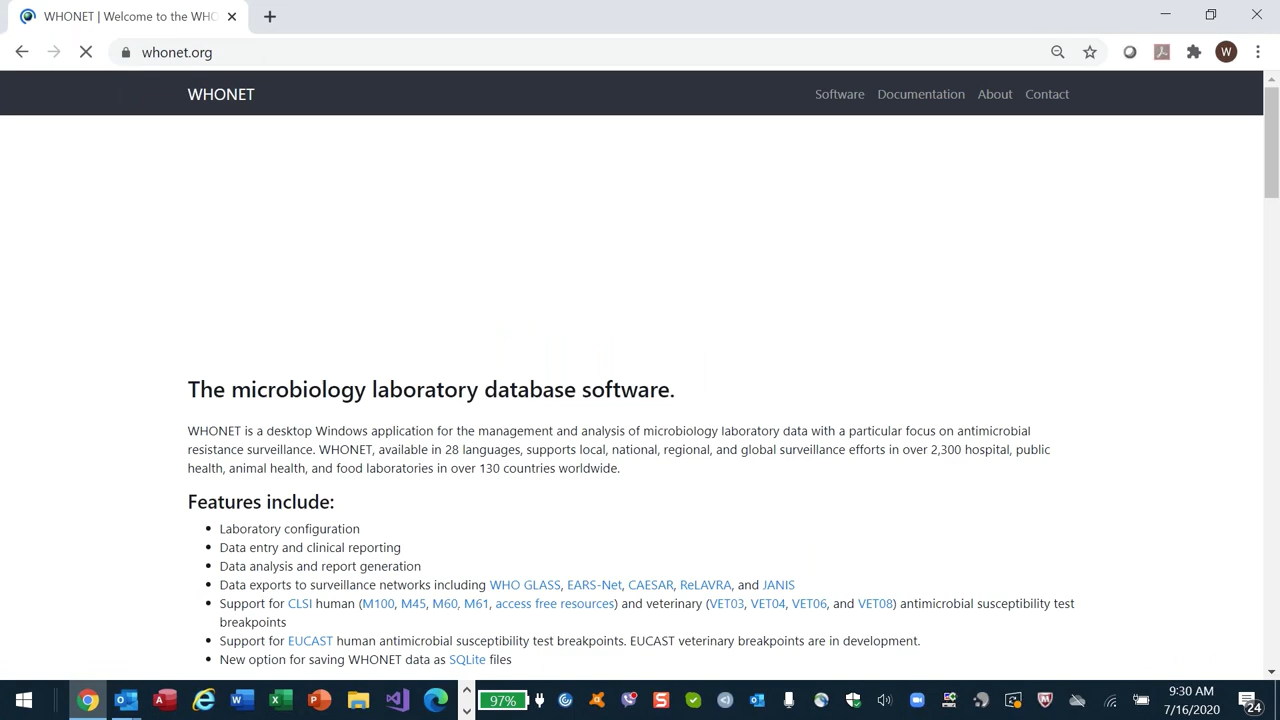 WHONET | Welcome to the WHO
whonet.org
W
WHONET
Software Documentation About Contact
The microbiology laboratory database software.
WHONET is a desktop Windows application for the management and analysis of microbiology laboratory data with a particular focus on antimicrobial
resistance surveillance. WHONET, available in 28 languages, supports local, national, regional, and global surveillance efforts in over 2,300 hospital, public
health, animal health, and food laboratories in over 130 countries worldwide.
Features include:
Laboratory configuration
Data entry and clinical reporting
Data analysis and report generation
Data exports to surveillance networks including WHO GLASS, EARS-Net, CAESAR, ReLAVRA, and JANIS
Support for CLSI human (M100, M45, M60, M61, access free resources) and veterinary (VET03, VET04, VET06, and VET08) antimicrobial susceptibility test
breakpoints
Support for EUCAST human antimicrobial susceptibility test breakpoints. EUCAST veterinary breakpoints are in development.
New option for saving WHONET data as SQLite files
97%
9:30 AM
7/16/2020
24